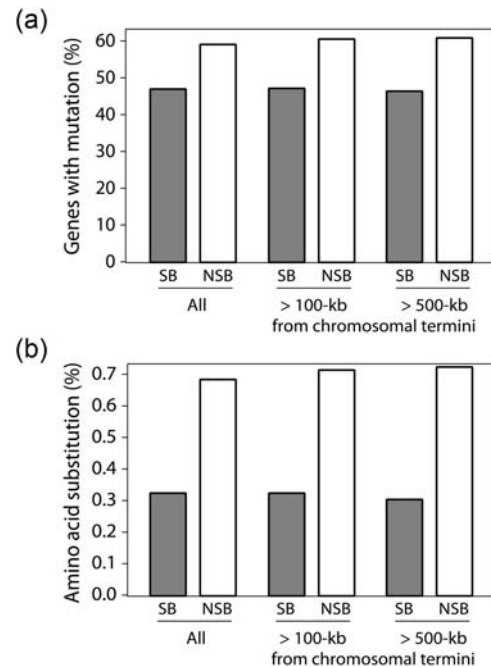 (a)
Genes with mutation (%)
60
50
40
30
20
10
0
SB NSB SB NSB SB NSB
All > 100-kb > 500-kb
from chromosomal termini
(b)
Amino acid substitution (%)
0.7
0.6
0.5
0.4
0.3
0.2
0.1
0.0
SB NSB SB NSB SB NSB
All > 100-kb > 500-kb
from chromosomal termini